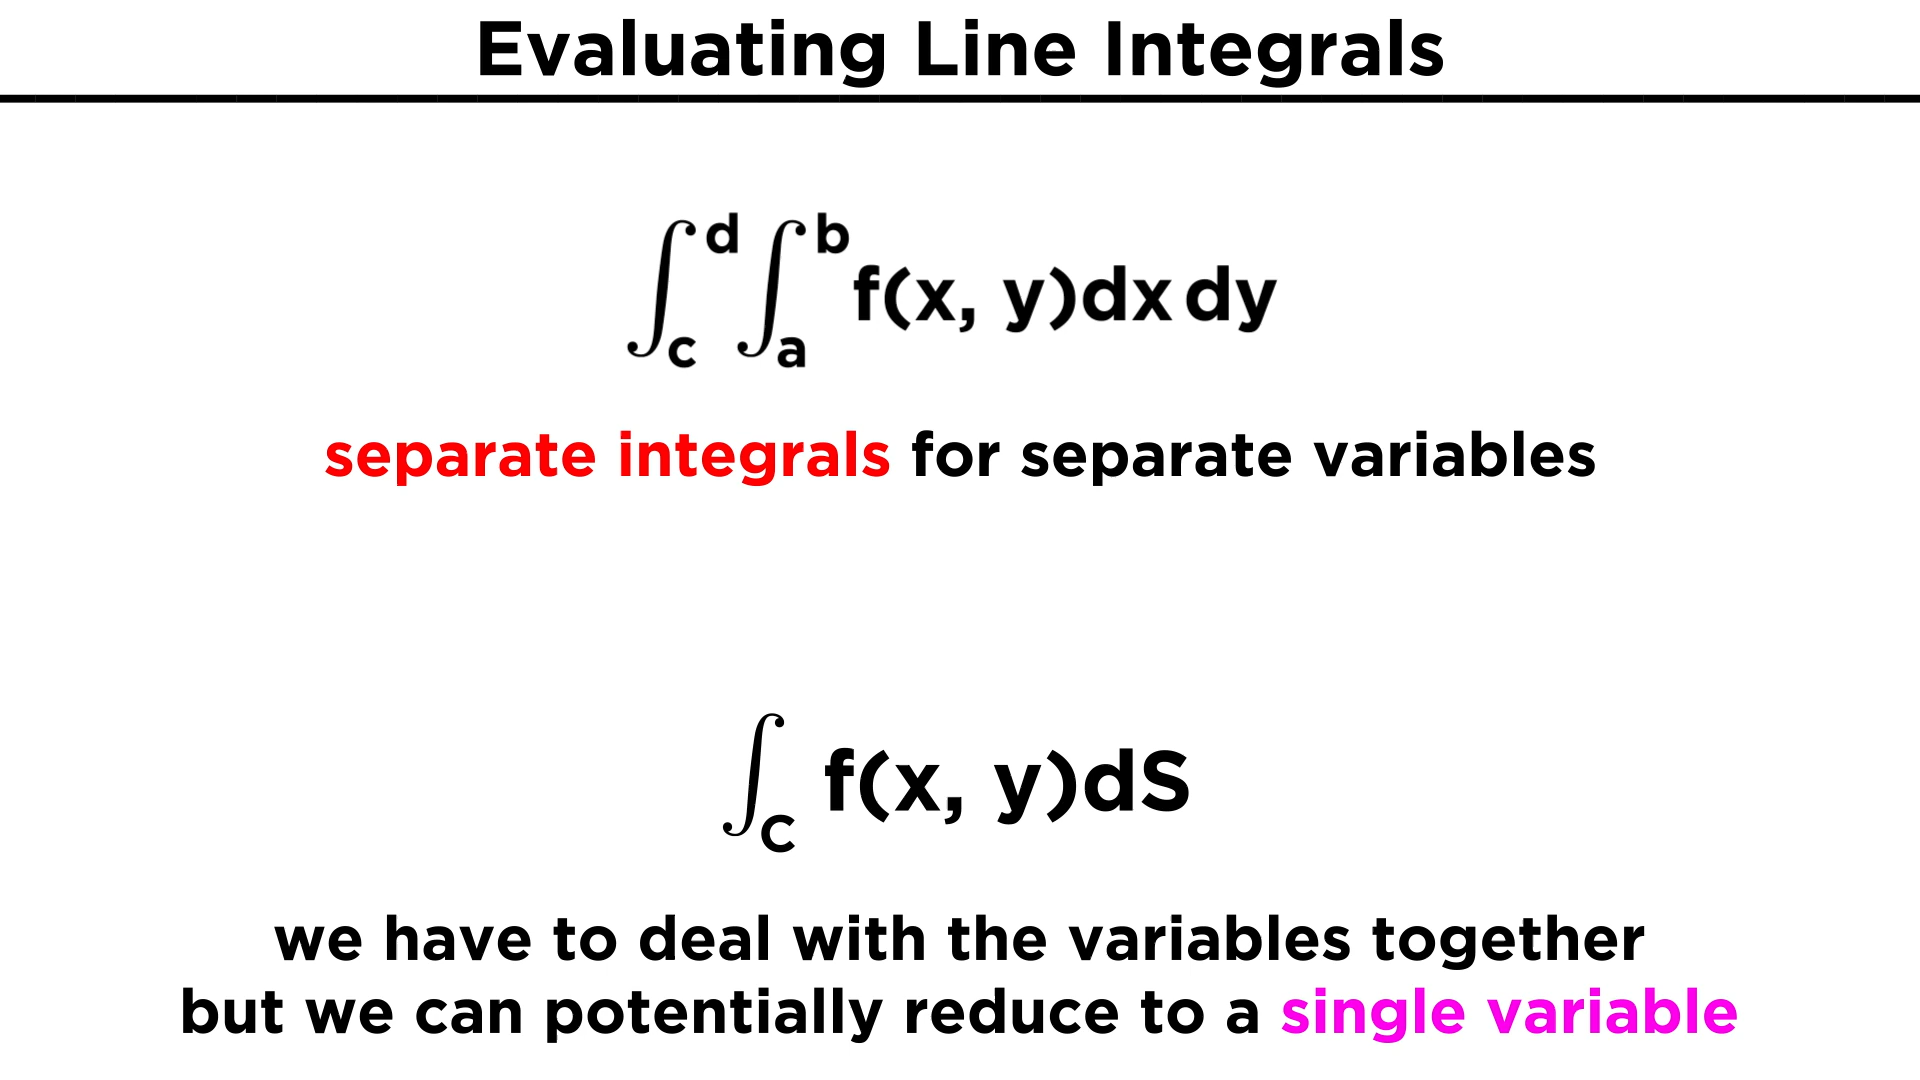 Evaluating Line Integrals
∫_c^d ∫_a^b f(x, y)dx dy
separate integrals for separate variables
∫_C f(x, y)dS
we have to deal with the variables together
but we can potentially reduce to a single variable